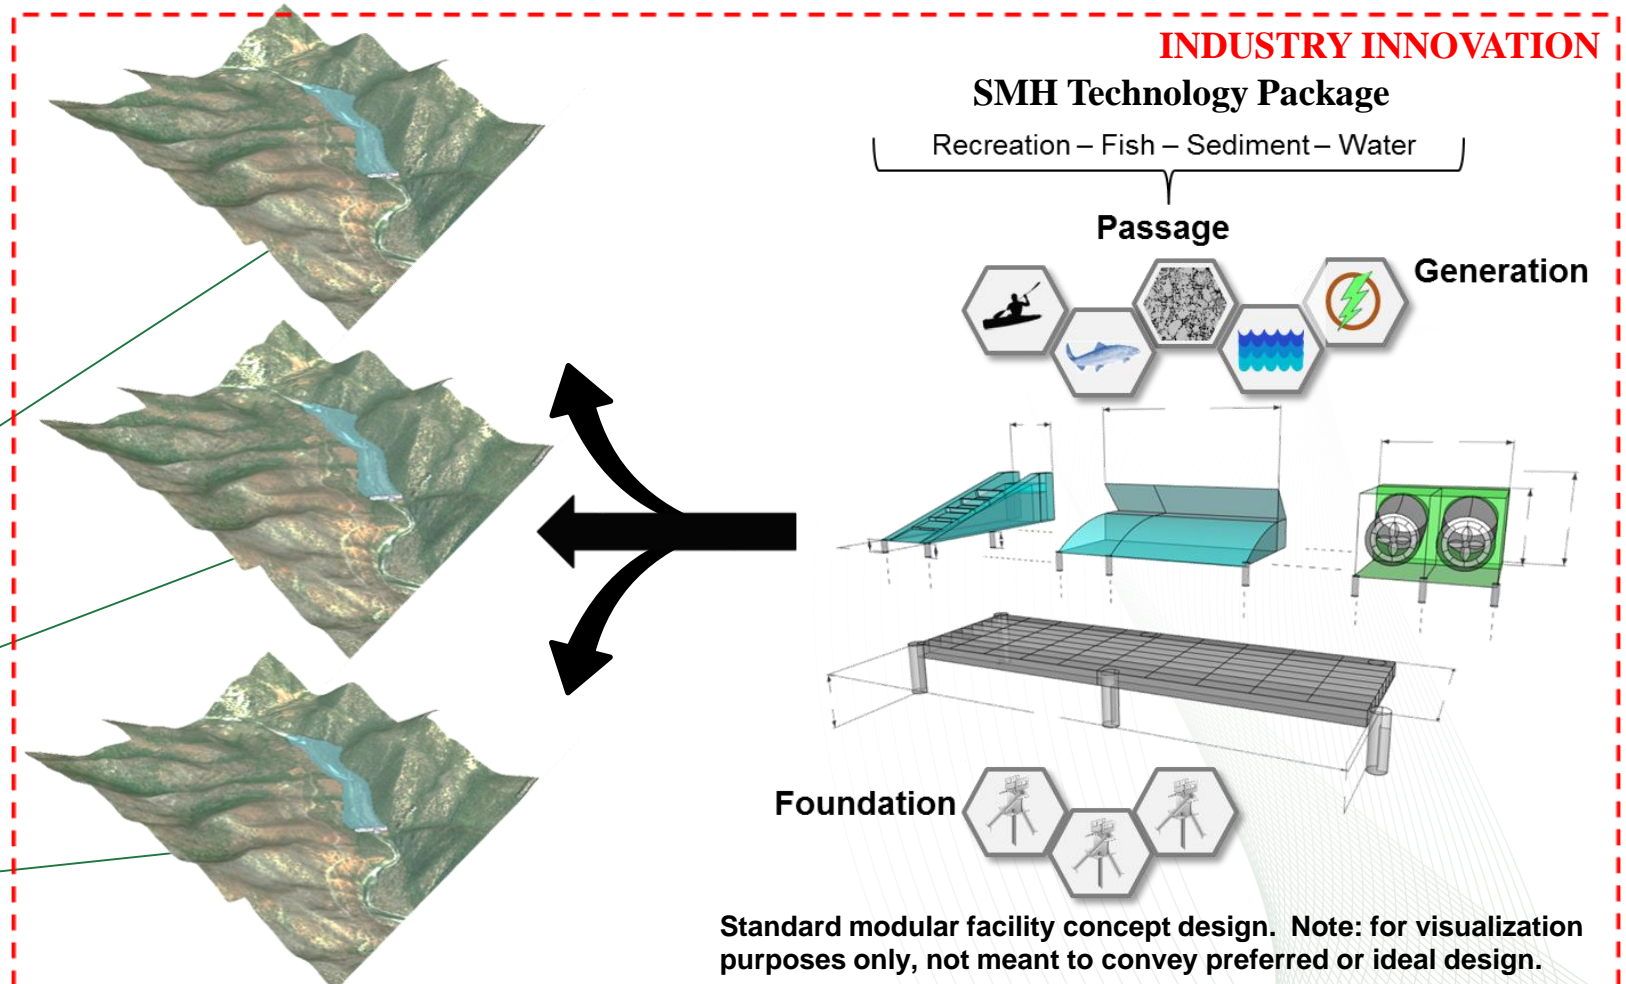 INDUSTRY INNOVATION
SMH Technology Package
Recreation – Fish – Sediment – Water
Passage
Generation
Foundation
Standard modular facility concept design.  Note: for visualization
purposes only, not meant to convey preferred or ideal design.